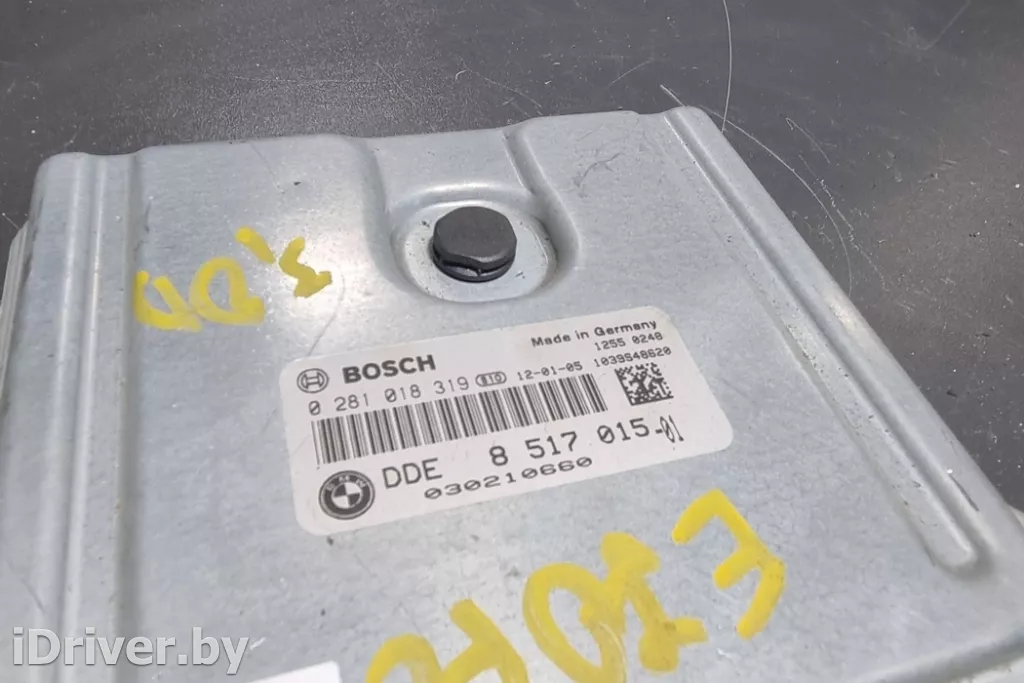 Made in Germany
BOSCH
1255 0248
0 281 018 319 B10 12-01-05 1039S48620
DDE 8 517 015-01
030210660
iDriver.by